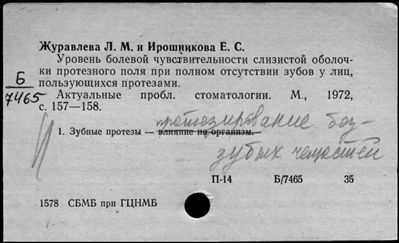 Журавлева Л. М. и Ирошникова Е. С.
Уровень болевой чувствительности слизистой оболоч-
ки протезного поля при полном отсутствии зубов у лиц,
пользующихся протезами.
Б
7465
Актуальные пробл. стоматологии. М., 1972,
с. 157—158.
протезирование без-
1. Зубные протезы — влияние на организм.
зубых челюстей
П-14 Б/7465 35
1578 СБМБ при ГЦНМБ